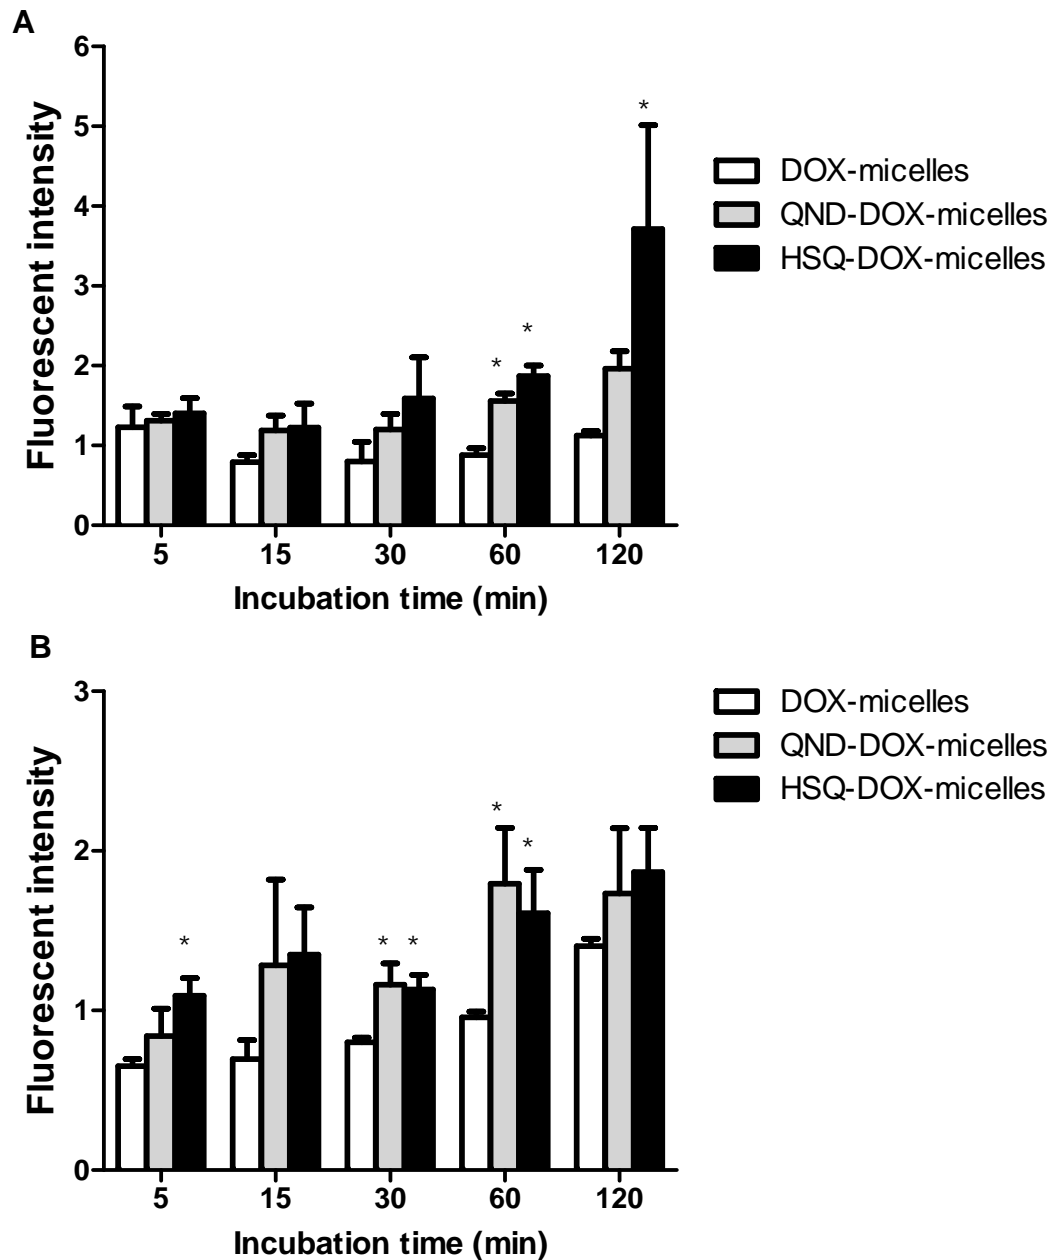 A
Fluorescent intensity
6
5
4
3
2
1
0
*
* *
5 15 30 60 120
Incubation time (min)
DOX-micelles
QND-DOX-micelles
HSQ-DOX-micelles
B
Fluorescent intensity
3
2
1
0
*
*
* * *
5 15 30 60 120
Incubation time (min)
DOX-micelles
QND-DOX-micelles
HSQ-DOX-micelles